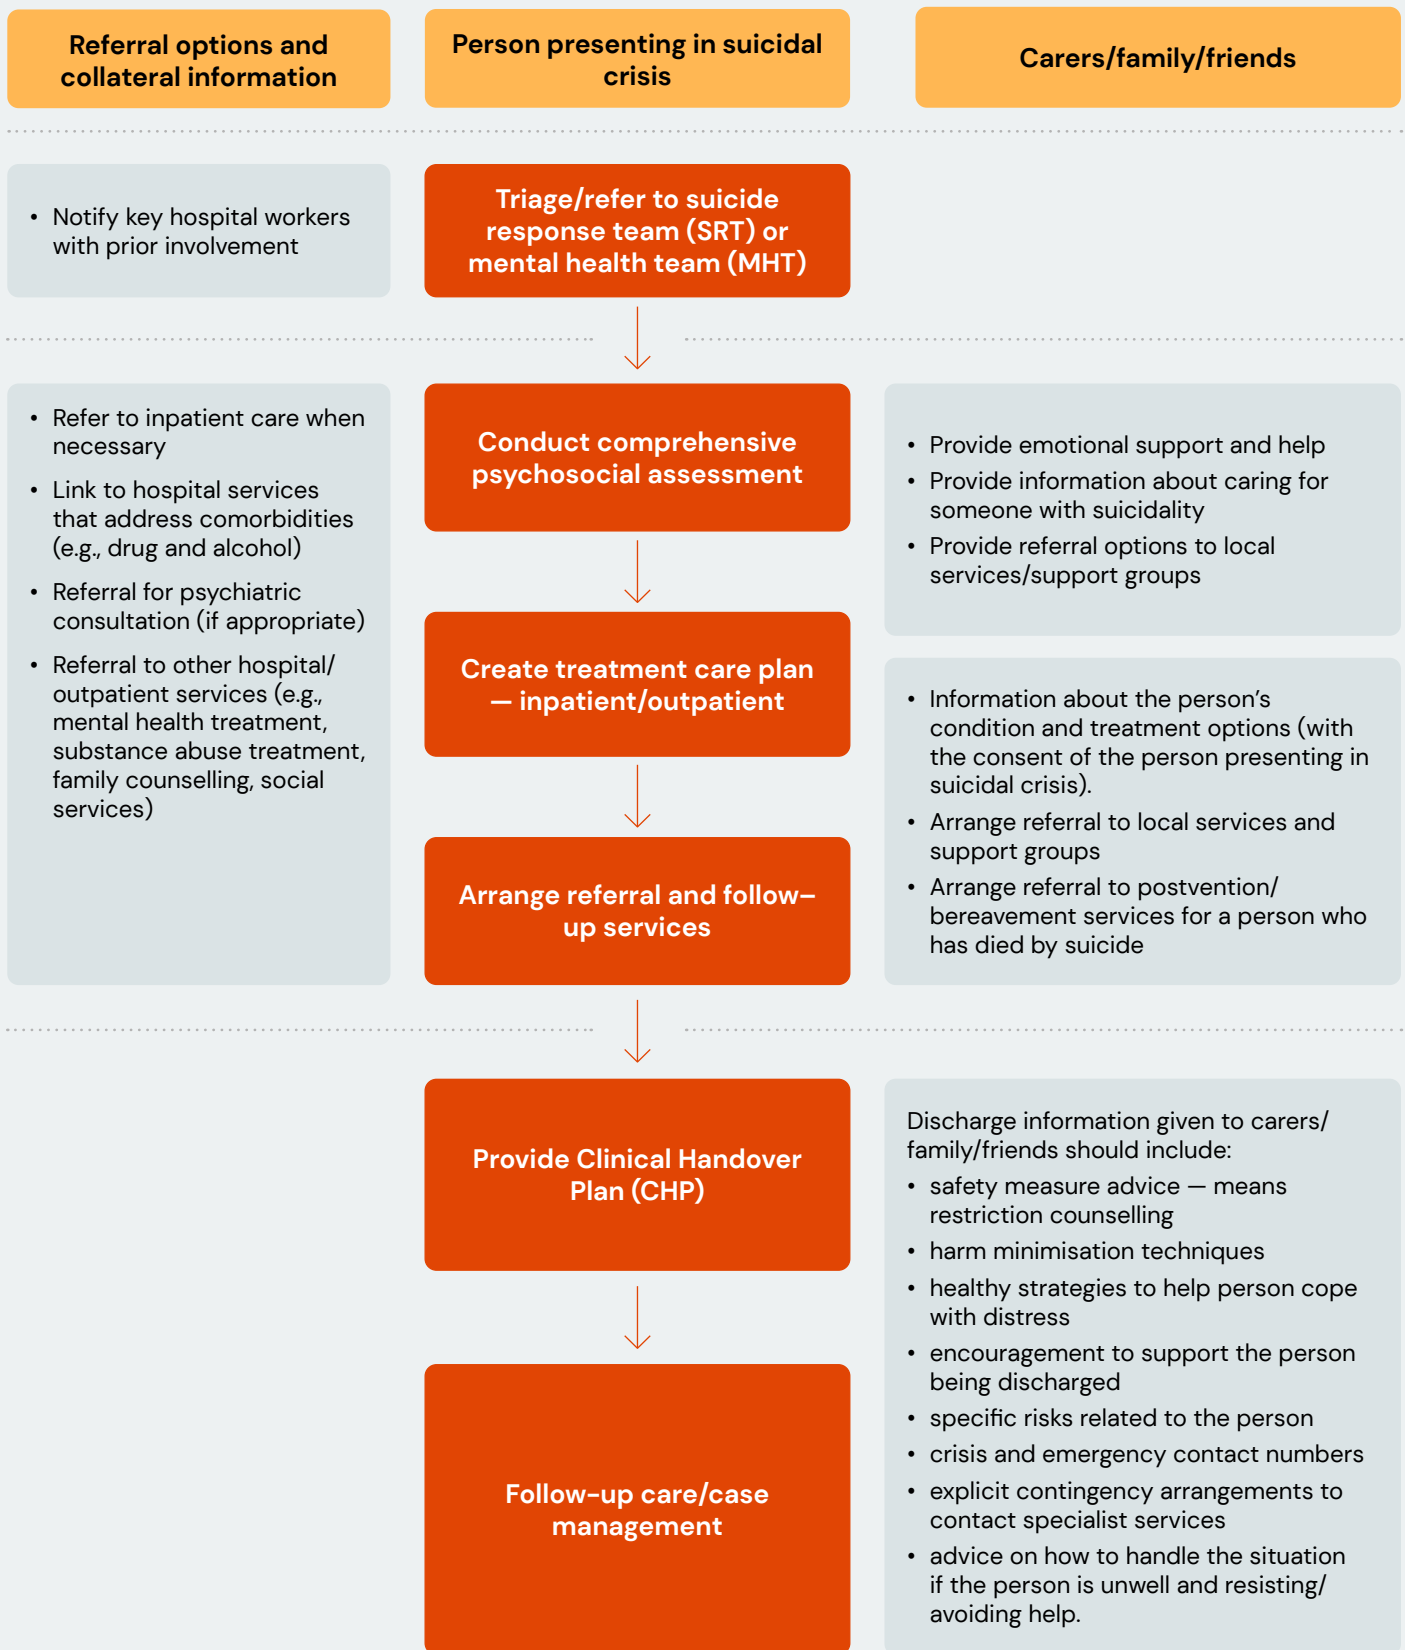 Referral options and
collateral information
Person presenting in suicidal
crisis
Carers/family/friends
• Notify key hospital workers
with prior involvement
Triage/refer to suicide
response team (SRT) or
mental health team (MHT)
• Refer to inpatient care when
necessary
• Link to hospital services
that address comorbidities
(e.g., drug and alcohol)
• Referral for psychiatric
consultation (if appropriate)
• Referral to other hospital/
outpatient services (e.g.,
mental health treatment,
substance abuse treatment,
family counselling, social
services)
Conduct comprehensive
psychosocial assessment
Create treatment care plan
— inpatient/outpatient
Arrange referral and follow–
up services
• Provide emotional support and help
• Provide information about caring for
someone with suicidality
• Provide referral options to local
services/support groups
• Information about the person’s
condition and treatment options (with
the consent of the person presenting in
suicidal crisis).
• Arrange referral to local services and
support groups
• Arrange referral to postvention/
bereavement services for a person who
has died by suicide
Provide Clinical Handover
Plan (CHP)
Follow-up care/case
management
Discharge information given to carers/
family/friends should include:
• safety measure advice — means
restriction counselling
• harm minimisation techniques
• healthy strategies to help person cope
with distress
• encouragement to support the person
being discharged
• specific risks related to the person
• crisis and emergency contact numbers
• explicit contingency arrangements to
contact specialist services
• advice on how to handle the situation
if the person is unwell and resisting/
avoiding help.